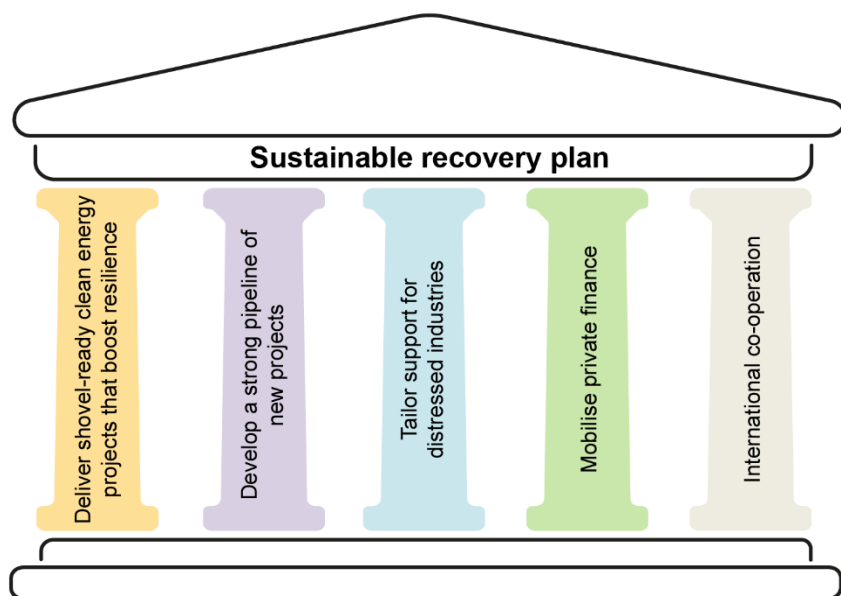 Sustainable recovery plan
Deliver shovel-ready clean energy
projects that boost resilience
Develop a strong pipeline of
new projects
Tailor support for
distressed industries
Mobilise private finance
International co-operation